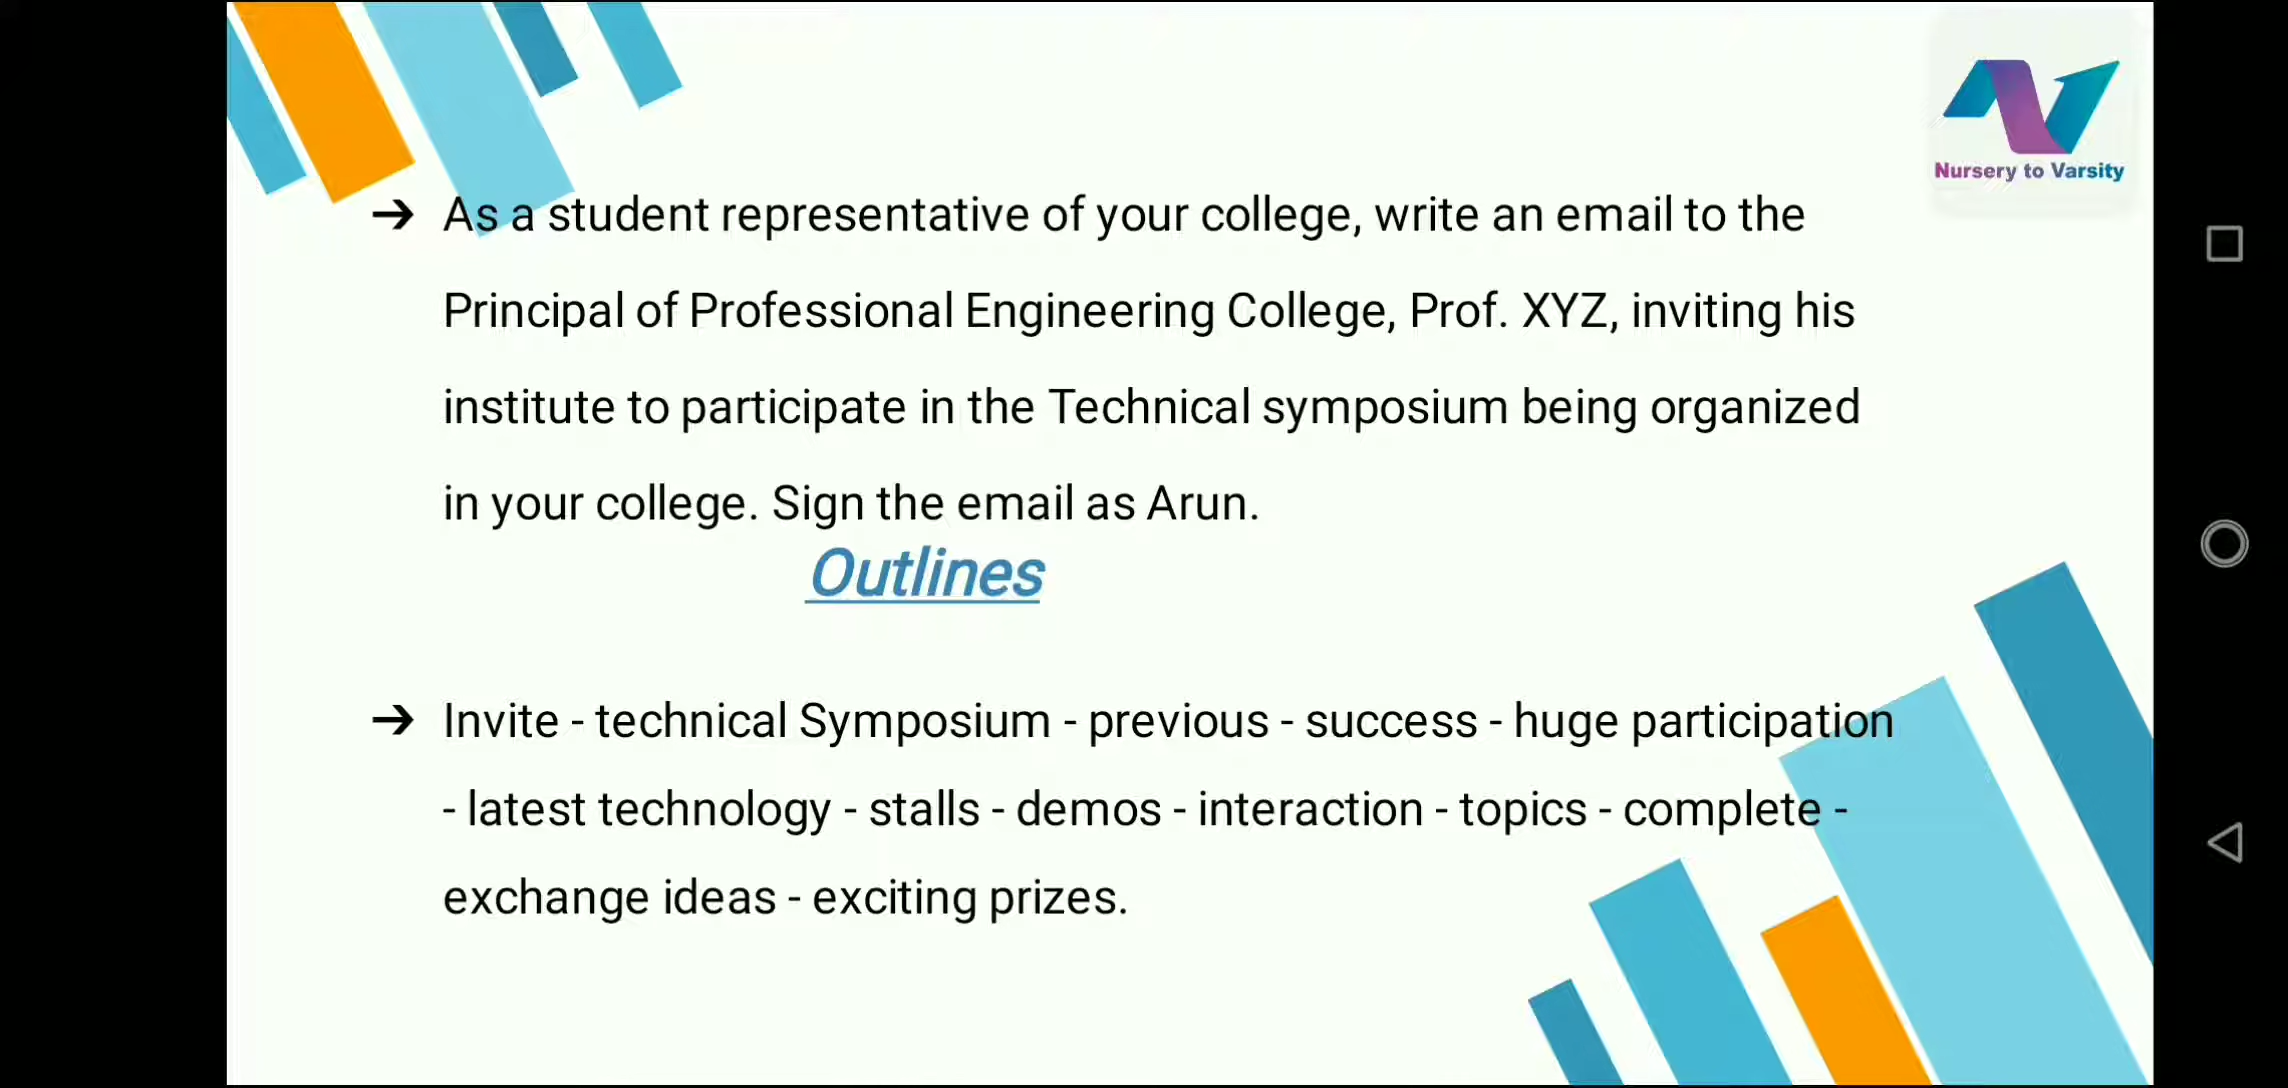 Nursery to Varsity
➔ As a student representative of your college, write an email to the
Principal of Professional Engineering College, Prof. XYZ, inviting his
institute to participate in the Technical symposium being organized
in your college. Sign the email as Arun.
Outlines
➔ Invite - technical Symposium - previous - success - huge participation
- latest technology - stalls - demos - interaction - topics - complete -
exchange ideas - exciting prizes.